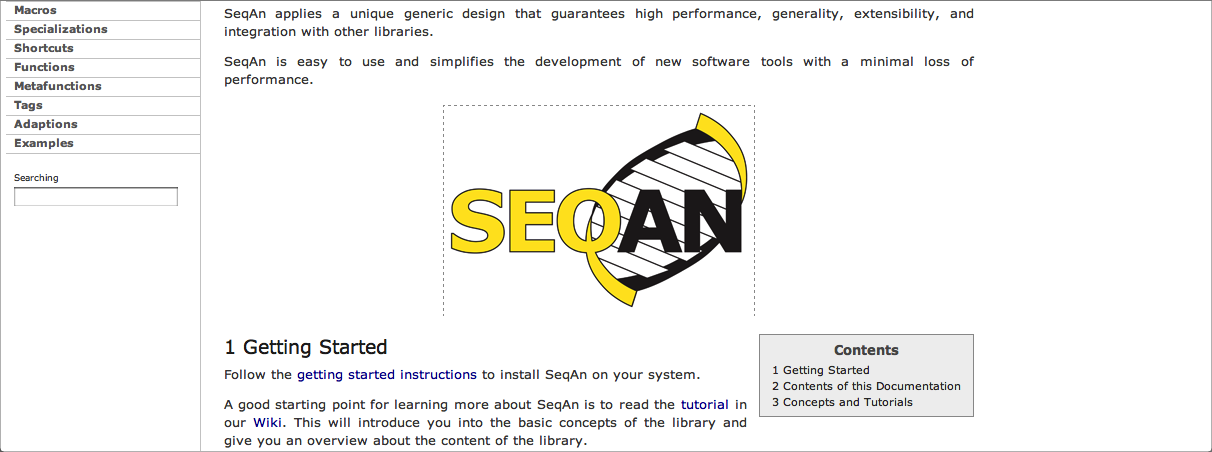 Macros
Specializations
Shortcuts
Functions
Metafunctions
Tags
Adaptions
Examples
Searching
SeqAn applies a unique generic design that guarantees high performance, generality, extensibility, and
integration with other libraries.
SeqAn is easy to use and simplifies the development of new software tools with a minimal loss of
performance.
SEQAN
1 Getting Started
Follow the getting started instructions to install SeqAn on your system.
A good starting point for learning more about SeqAn is to read the tutorial in
our Wiki. This will introduce you into the basic concepts of the library and
give you an overview about the content of the library.
Contents
1 Getting Started
2 Contents of this Documentation
3 Concepts and Tutorials